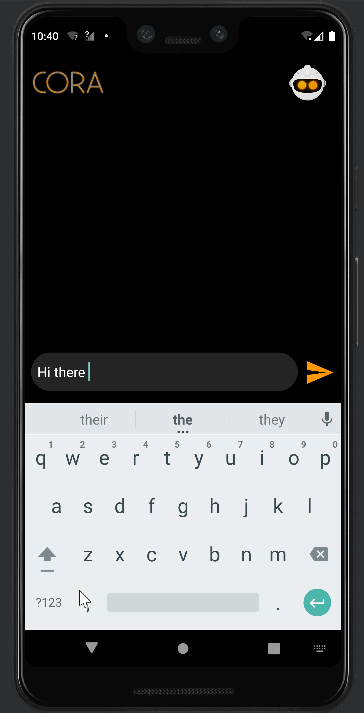 10:40
CORA
Hi there
their the they
1 2 3 4 5 6 7 8 9 0
q w e r t y u i o p
a s d f g h j k l
z x c v b n m
?123 , .